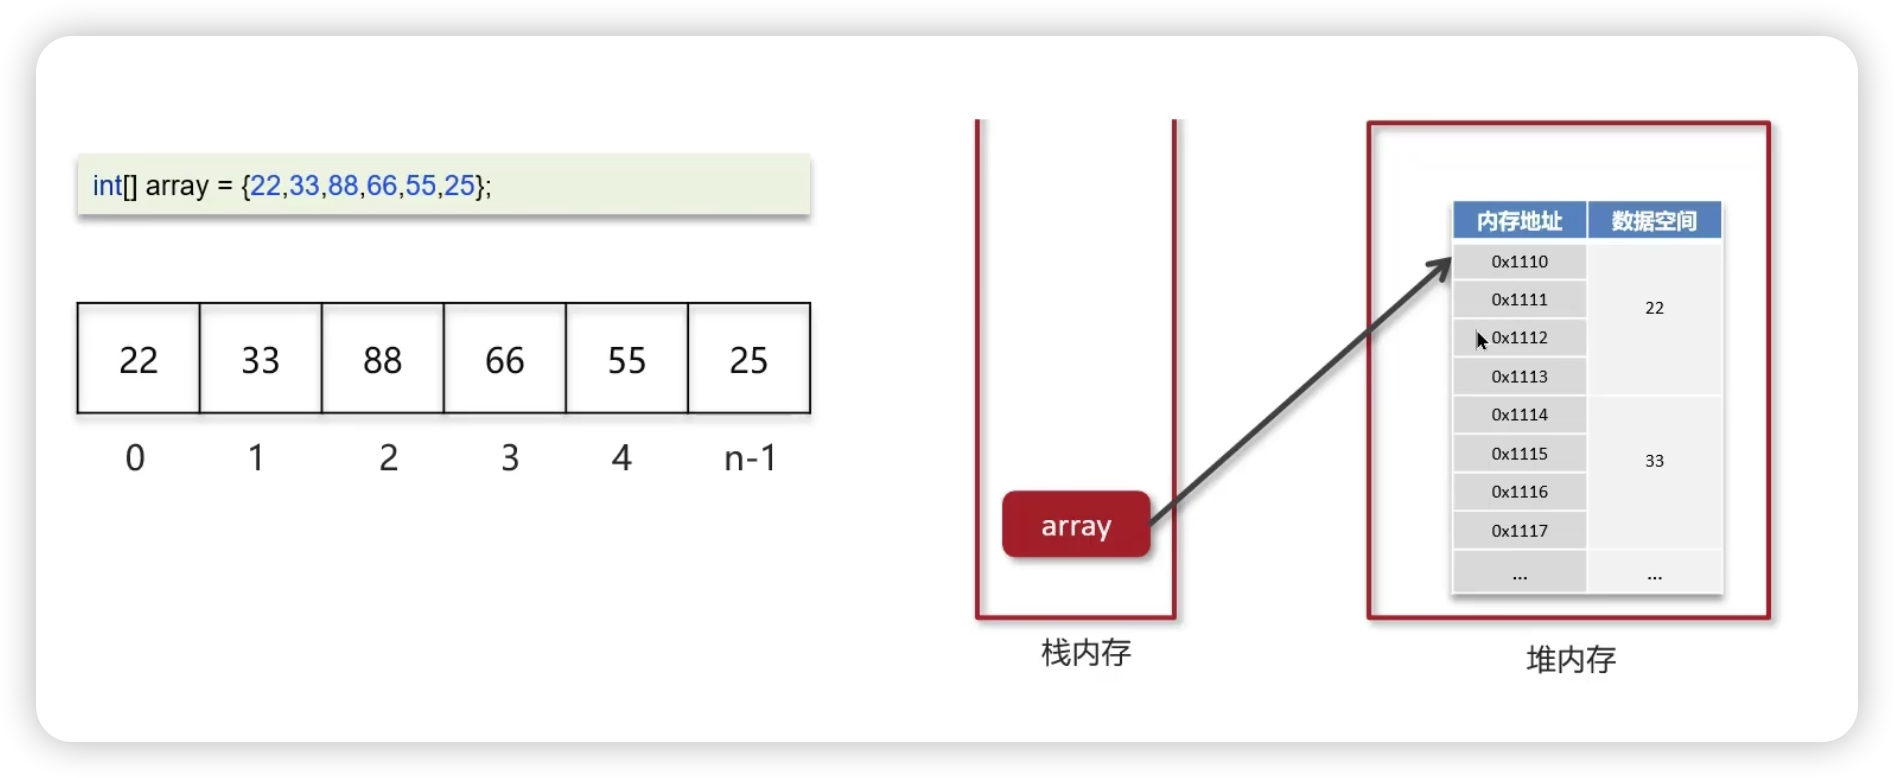 int[] array = {22,33,88,66,55,25};
22 33 88 66 55 25
0 1 2 3 4 n-1
array
栈内存
内存地址 数据空间
0x1110
0x1111
22
0x1112
0x1113
0x1114
0x1115
33
0x1116
0x1117
... ...
堆内存